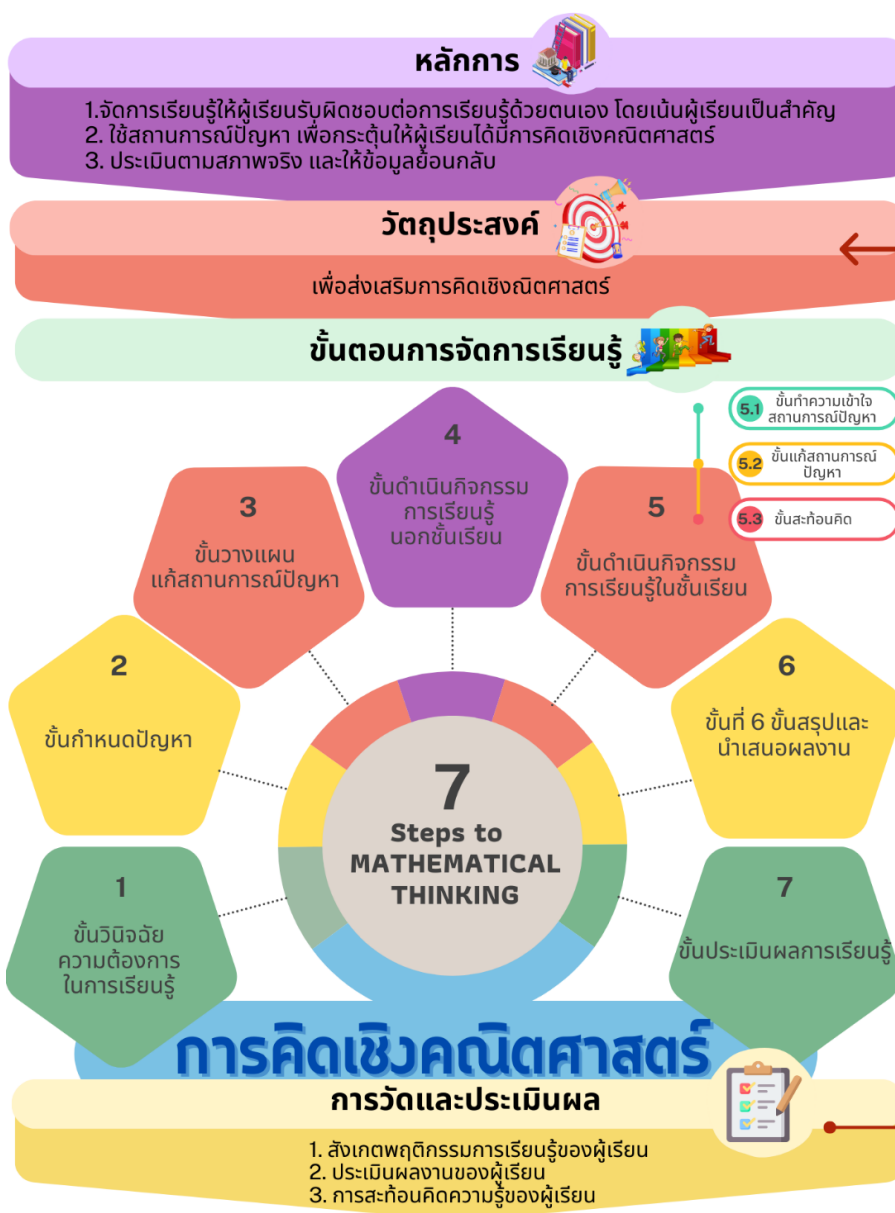 หลักการ
1.จัดการเรียนรู้ให้ผู้เรียนรับผิดชอบต่อการเรียนรู้ด้วยตนเอง โดยเน้นผู้เรียนเป็นสำคัญ
2. ใช้สถานการณ์ปัญหา เพื่อกระตุ้นให้ผู้เรียนได้มีการคิดเชิงคณิตศาสตร์
3. ประเมินตามสภาพจริง และให้ข้อมูลย้อนกลับ
วัตถุประสงค์
เพื่อส่งเสริมการคิดเชิงณิตศาสตร์
ขั้นตอนการจัดการเรียนรู้
1
ขั้นวินิจฉัย
ความต้องการ
ในการเรียนรู้
2
ขั้นกำหนดปัญหา
3
ขั้นวางแผน
แก้สถานการณ์ปัญหา
4
ขั้นดำเนินกิจกรรม
การเรียนรู้
นอกชั้นเรียน
5
ขั้นดำเนินกิจกรรม
การเรียนรู้ในชั้นเรียน
5.1 ขั้นทำความเข้าใจ
สถานการณ์ปัญหา
5.2 ขั้นแก้สถานการณ์
ปัญหา
5.3 ขั้นสะท้อนคิด
6
ขั้นที่ 6 ขั้นสรุปและ
นำเสนอผลงาน
7
ขั้นประเมินผลการเรียนรู้
7
Steps to
MATHEMATICAL
THINKING
การคิดเชิงคณิตศาสตร์
การวัดและประเมินผล
1. สังเกตพฤติกรรมการเรียนรู้ของผู้เรียน
2. ประเมินผลงานของผู้เรียน
3. การสะท้อนคิดความรู้ของผู้เรียน